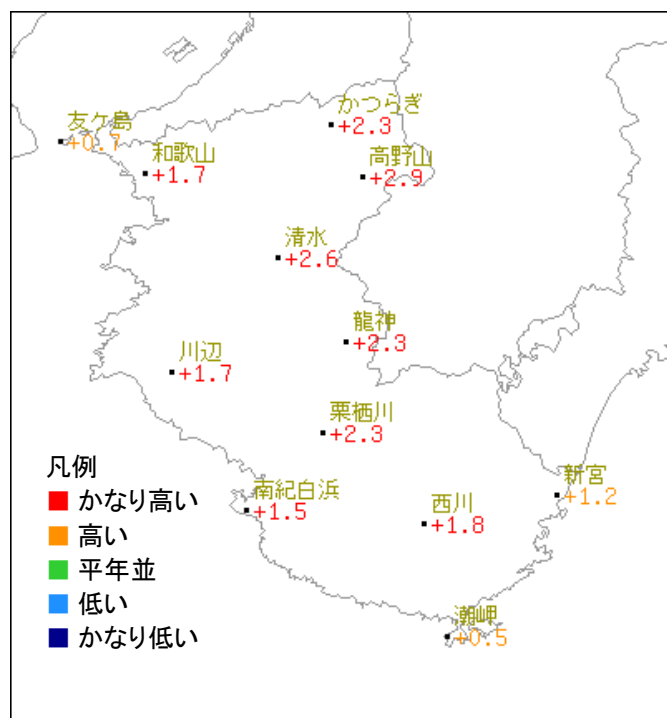 かつらぎ
+2.3
友ケ島
+0.7
和歌山
+1.7
高野山
+2.9
清水
+2.6
龍神
+2.3
川辺
+1.7
栗栖川
+2.3
凡例
かなり高い
高い
平年並
低い
かなり低い
南紀白浜
+1.5
西川
+1.8
新宮
+1.2
潮岬
+0.5